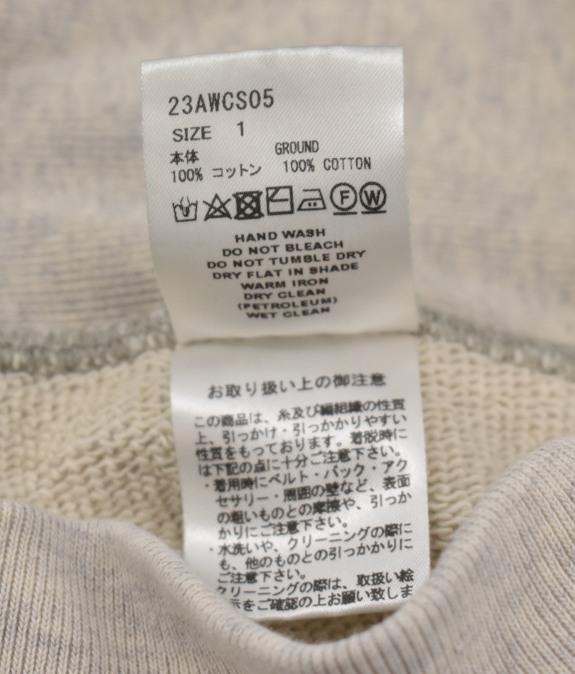 23AWCS05
SIZE 1
本体 GROUND
100% コットン 100% COTTON
F W
HAND WASH
DO NOT BLEACH
DO NOT TUMBLE DRY
DRY FLAT IN SHADE
WARM IRON
DRY CLEAN
(PETROLEUM)
WET CLEAN
お取り扱い上の御注意
この商品は、糸及び編組織の性質
上、引っかけ・引っかかりやすい
性質をもっております。着脱時に
は下記の点に十分ご注意下さい。
・着用時にベルト・バック・アク
セサリー・周囲の壁など、表面
の粗いものとの摩擦や、引っか
かりにご注意下さい。
・水洗いや、クリーニングの際に
も、他のものとの引っかかりに
ご注意下さい。
クリーニングの際は、取扱い絵
示をご確認の上お願い致しま